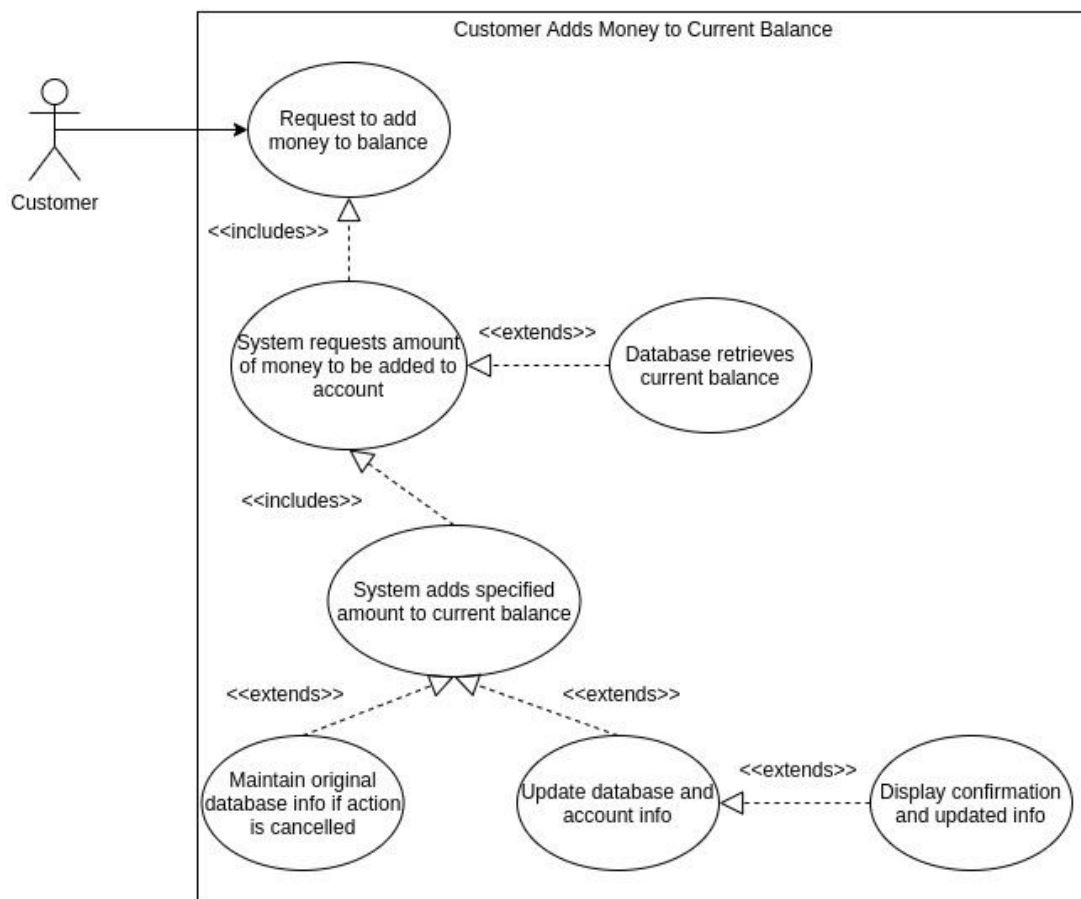 Customer Adds Money to Current Balance
Request to add
money to balance
Customer
<<includes>>
System requests amount
of money to be added to
account
<<extends>>
Database retrieves
current balance
<<includes>>
System adds specified
amount to current balance
<<extends>>
<<extends>>
Maintain original
database info if action
is cancelled
Update database and
account info
<<extends>>
Display confirmation
and updated info